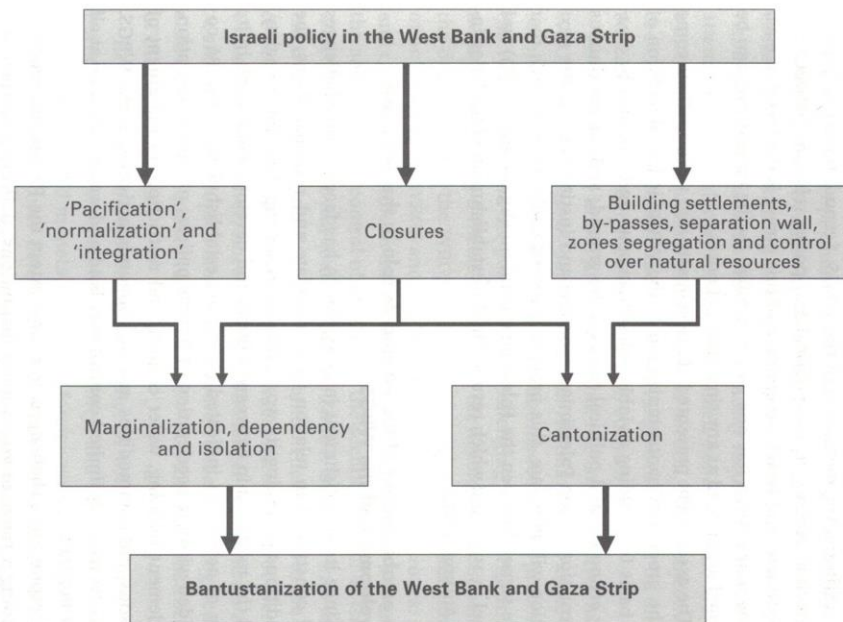 Israeli policy in the West Bank and Gaza Strip
'Pacification',
'normalization' and
'integration'
Closures
Building settlements,
by-passes, separation wall,
zones segregation and control
over natural resources
Marginalization, dependency
and isolation
Cantonization
Bantustanization of the West Bank and Gaza Strip